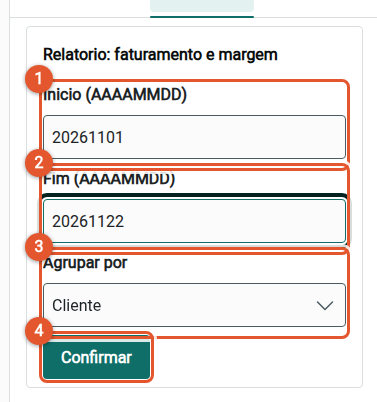 Relatorio: faturamento e margem
1
Inicio (AAAAMMDD)
20261101
2
Fim (AAAAMMDD)
20261122
3
Agrupar por
Cliente
4
Confirmar